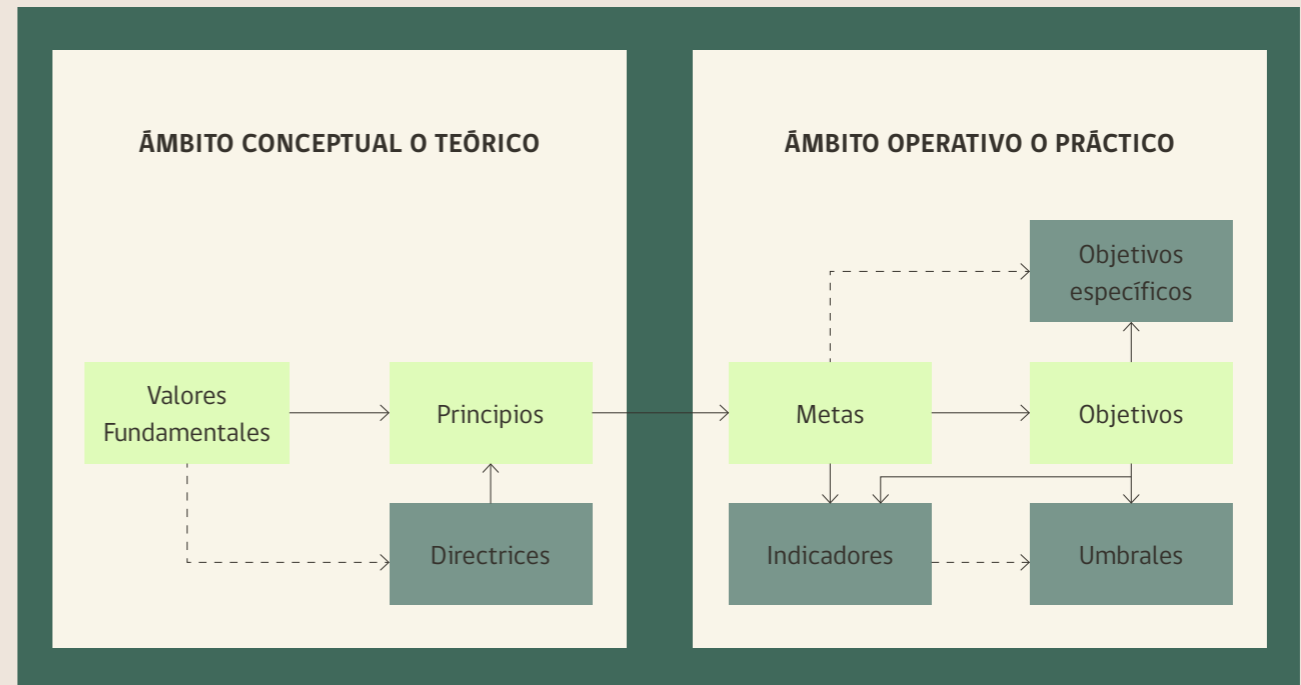 ÁMBITO CONCEPTUAL O TEÓRICO
Valores
Fundamentales
Principios
Directrices
ÁMBITO OPERATIVO O PRÁCTICO
Objetivos
específicos
Metas
Objetivos
Indicadores
Umbrales